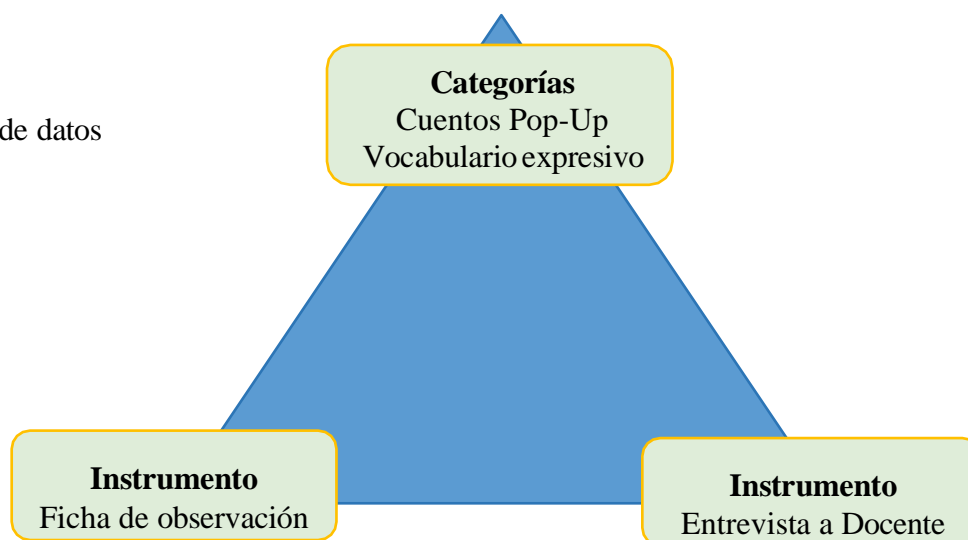 Categorías
Cuentos Pop-Up
de datos
Vocabulario expresivo
Instrumento
Ficha de observación
Instrumento
Entrevista a Docente